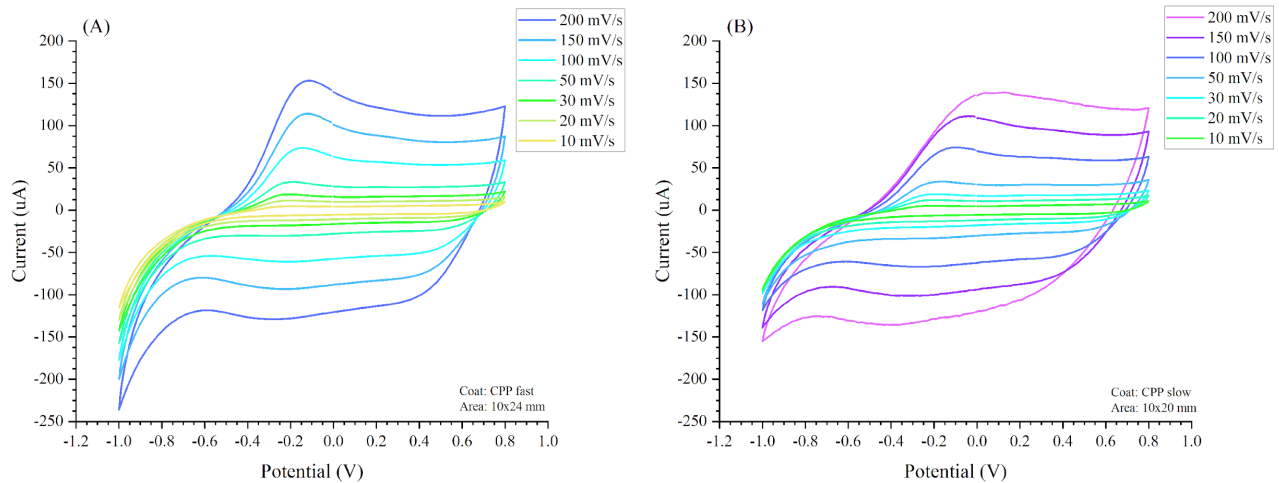 (A)
200 mV/s
150 mV/s
100 mV/s
50 mV/s
30 mV/s
20 mV/s
10 mV/s
200
150
100
50
0
-50
-100
-150
-200
-250
Current (uA)
Coat: CPP fast
Area: 10x24 mm
-1.2 -1.0 -0.8 -0.6 -0.4 -0.2 0.0 0.2 0.4 0.6 0.8 1.0
Potential (V)
(B)
200 mV/s
150 mV/s
100 mV/s
50 mV/s
30 mV/s
20 mV/s
10 mV/s
200
150
100
50
0
-50
-100
-150
-200
-250
Current (uA)
Coat: CPP slow
Area: 10x20 mm
-1.2 -1.0 -0.8 -0.6 -0.4 -0.2 0.0 0.2 0.4 0.6 0.8 1.0
Potential (V)